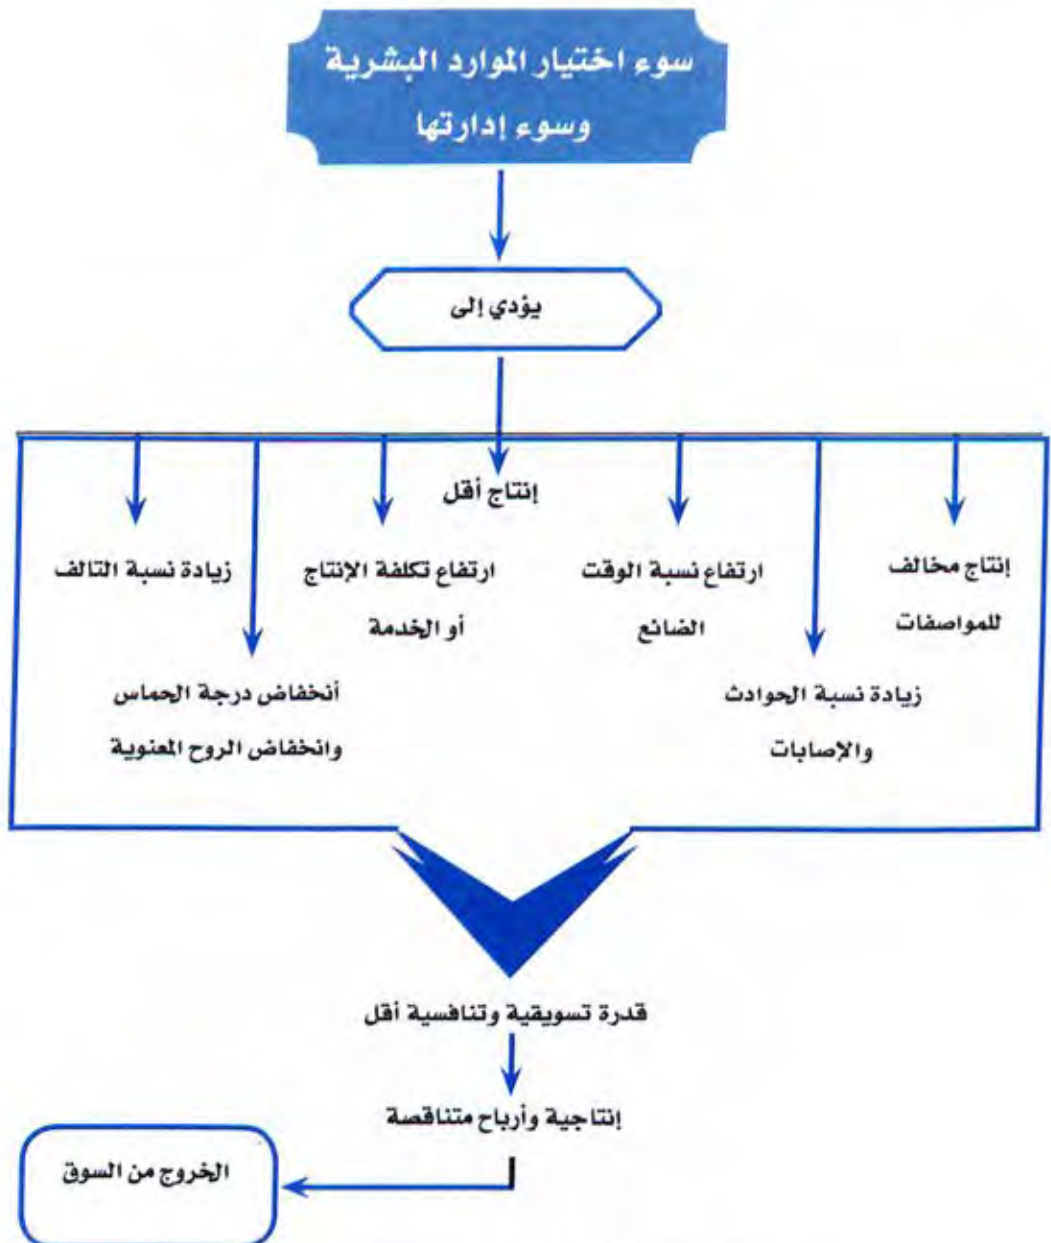 سوء اختيار الموارد البشرية
وسوء إدارتها
يؤدي إلى
إنتاج أقل
إنتاج مخالف
للمواصفات
ارتفاع نسبة الوقت
الضائع
ارتفاع تكلفة الإنتاج
أو الخدمة
زيادة نسبة التالف
زيادة نسبة الحوادث
والإصابات
أنخفاض درجة الحماس
وانخفاض الروح المعنوية
قدرة تسويقية وتنافسية أقل
إنتاجية وأرباح متناقصة
الخروج من السوق